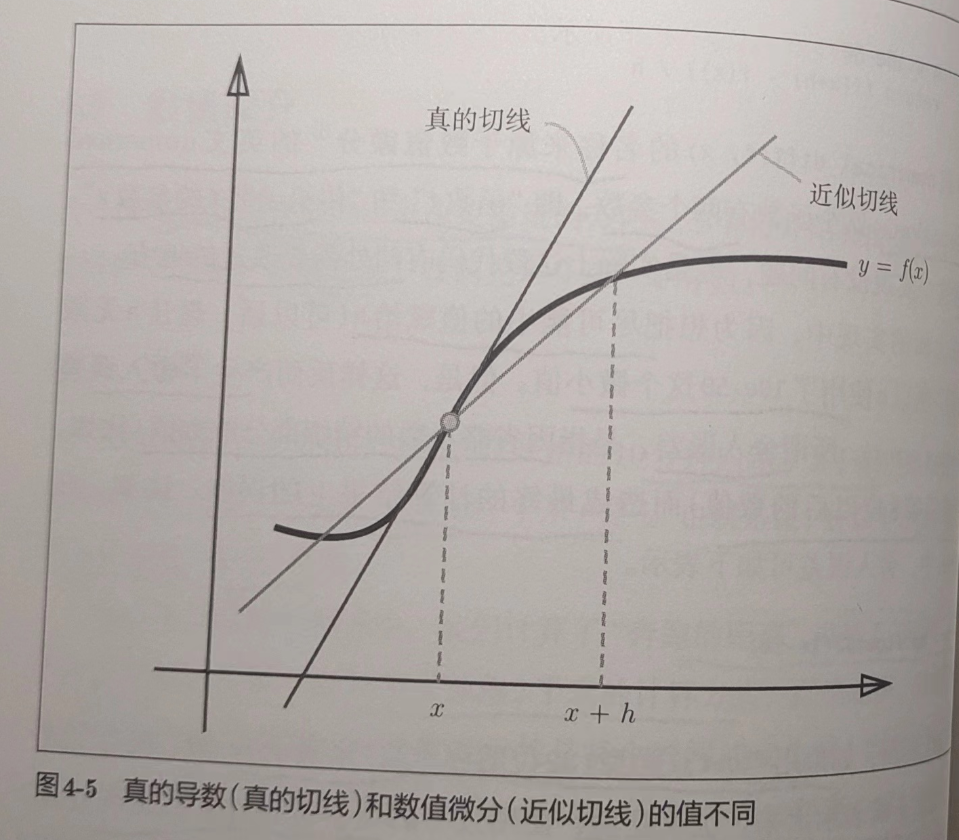 真的切线
近似切线
y = f(x)
x
x + h
图4-5 真的导数(真的切线)和数值微分(近似切线)的值不同